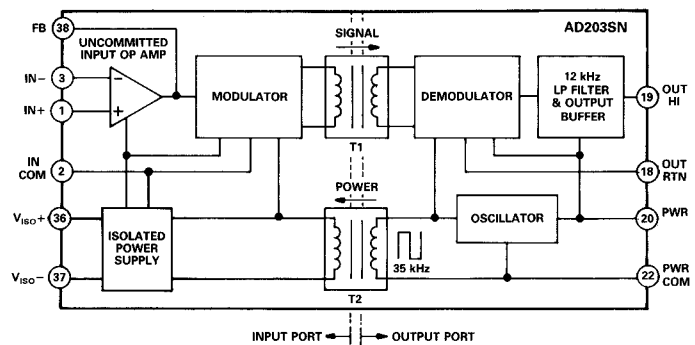 FB
38
UNCOMMITTED
INPUT OP AMP
SIGNAL
AD203SN
IN–
3
–
IN+
1
+
MODULATOR
DEMODULATOR
12 kHz
LP FILTER
& OUTPUT
BUFFER
19
OUT
HI
T1
IN
COM
2
18
OUT
RTN
POWER
VISO+
36
ISOLATED
POWER
SUPPLY
OSCILLATOR
20
PWR
35 kHz
VISO–
37
22
PWR
COM
T2
INPUT PORT
OUTPUT PORT